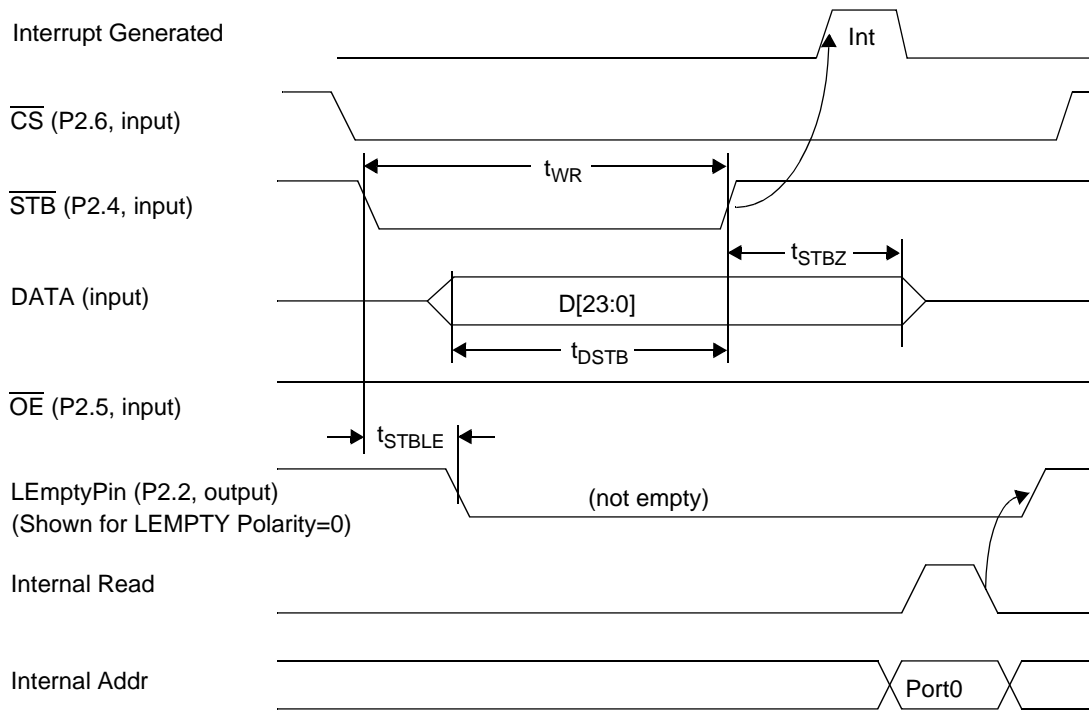 Interrupt Generated
Int
CS (P2.6, input)
tWR
STB (P2.4, input)
tSTBZ
DATA (input)
D[23:0]
tDSTB
OE (P2.5, input)
tSTBLE
LEmptyPin (P2.2, output)
(not empty)
(Shown for LEMPTY Polarity=0)
Internal Read
Internal Addr
Port0